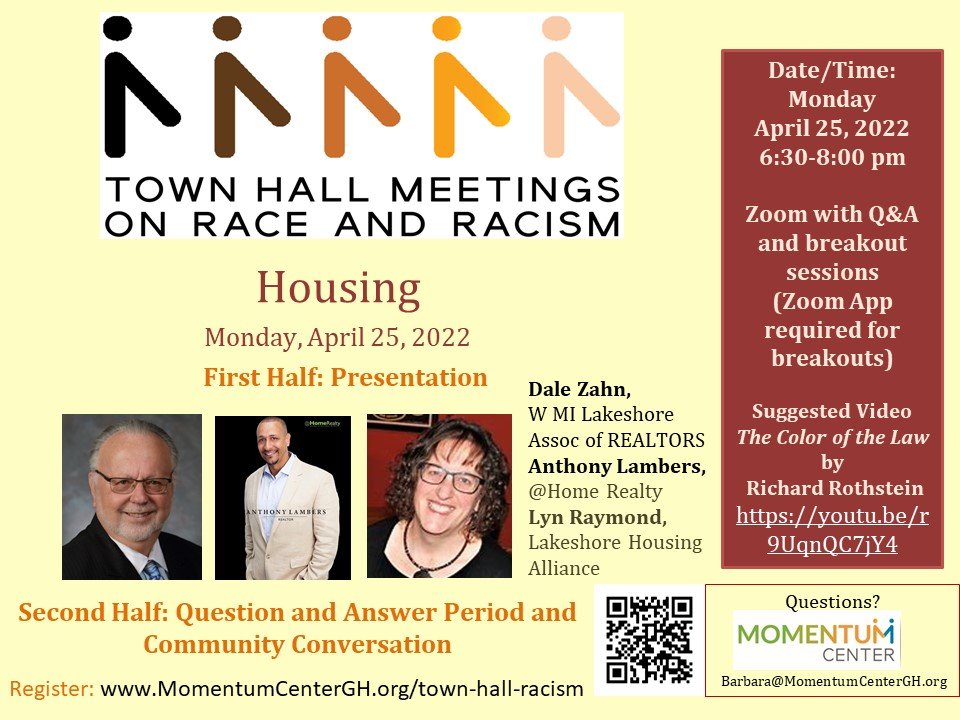 TOWN HALL MEETINGS
ON RACE AND RACISM
Housing
Monday, April 25, 2022
First Half: Presentation
@HomeRealty
ANTHONY LAMBERS
REALTOR
Dale Zahn,
W MI Lakeshore
Assoc of REALTORS
Anthony Lambers,
@Home Realty
Lyn Raymond,
Lakeshore Housing
Alliance
Second Half: Question and Answer Period and
Community Conversation
Register: www.MomentumCenterGH.org/town-hall-racism
Date/Time:
Monday
April 25, 2022
6:30-8:00 pm
Zoom with Q&A
and breakout
sessions
(Zoom App
required for
breakouts)
Suggested Video
The Color of the Law
by
Richard Rothstein
https://youtu.be/r
9UqnQC7jY4
Questions?
MOMENTUM
CENTER
Barbara@MomentumCenterGH.org